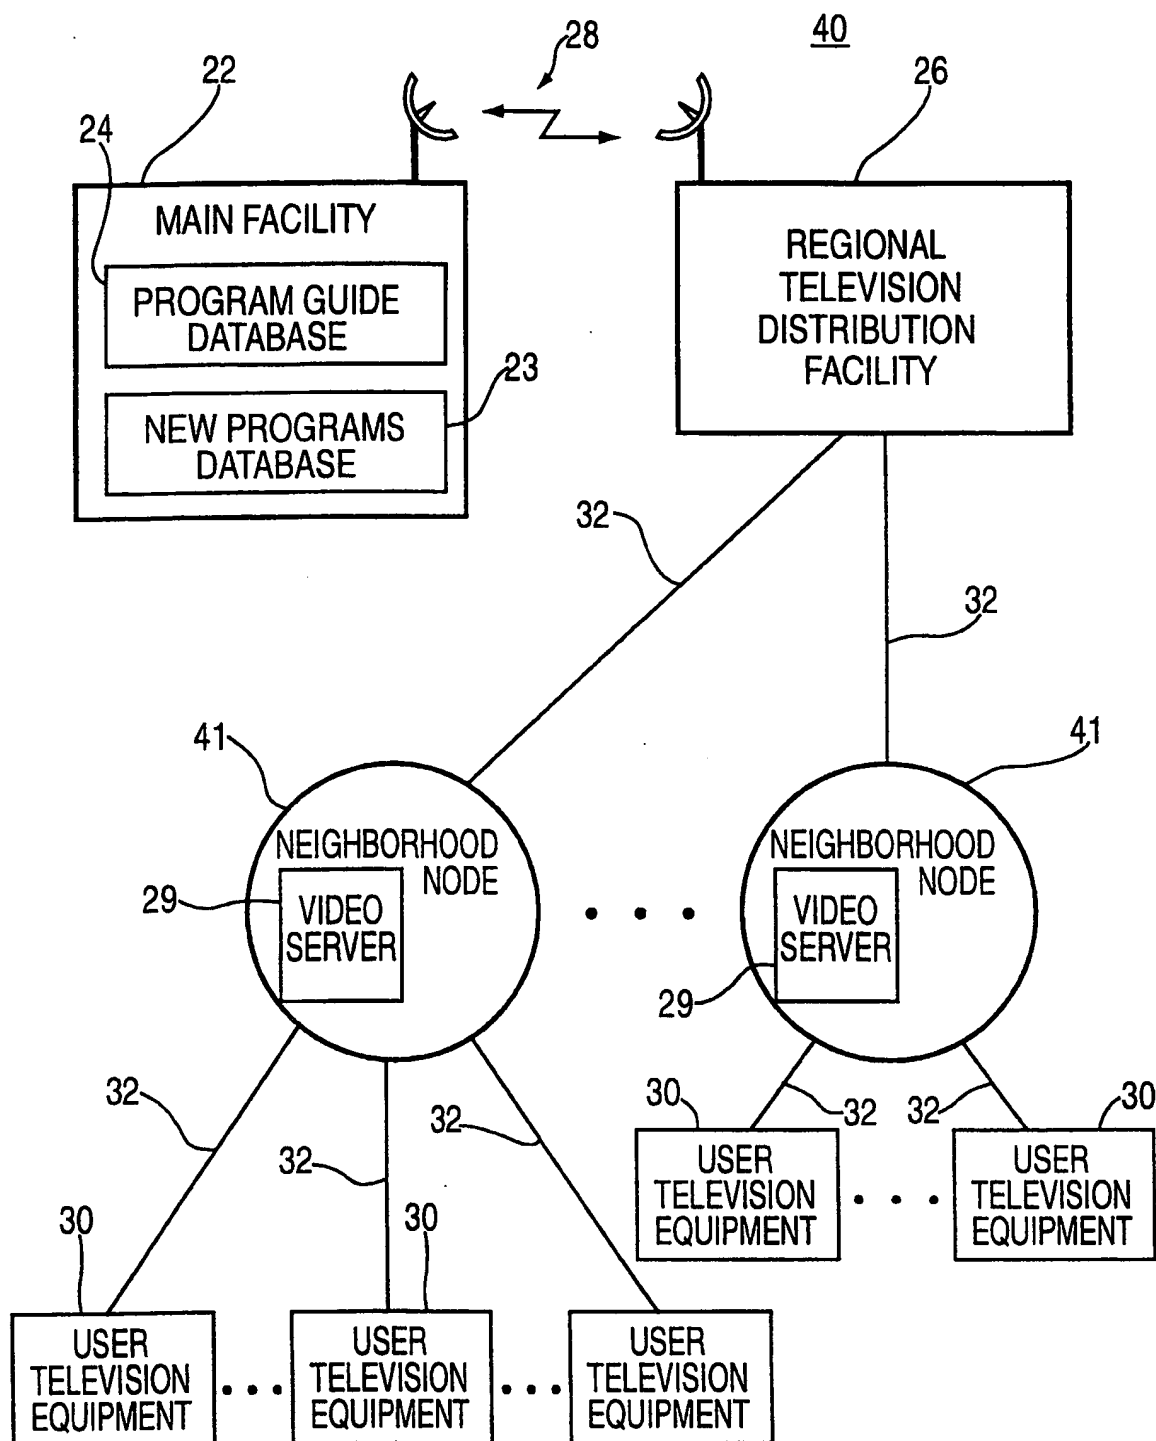 40
28
22
26
24
MAIN FACILITY
PROGRAM GUIDE
DATABASE
23
NEW PROGRAMS
DATABASE
REGIONAL
TELEVISION
DISTRIBUTION
FACILITY
32
32
41
41
NEIGHBORHOOD
NODE
29
VIDEO
SERVER
NEIGHBORHOOD
NODE
VIDEO
SERVER
29
32
32
32
30
32
32
30
USER
TELEVISION
EQUIPMENT
USER
TELEVISION
EQUIPMENT
30
30
USER
TELEVISION
EQUIPMENT
USER
TELEVISION
EQUIPMENT
USER
TELEVISION
EQUIPMENT